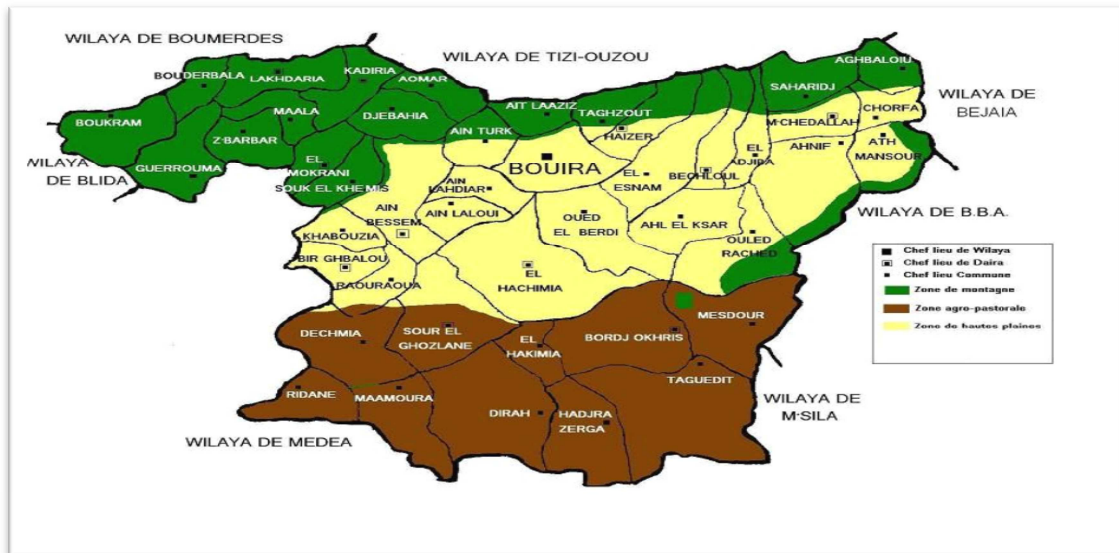 WILAYA DE BOUMERDES
WILAYA DE TIZI-OUZOU
BOUDERBALA
LAKHDARIA
KADIRIA
AOMAR
AGHBALOIU
SAHARIDJ
WILAYA DE
BEJAIA
BOUKRAM
MAALA
DJEBAHIA
AIT LAAZIZ
TAGHZOUT
CHORFA
M'CHEDALLAH
Z'BARBAR
AIN TURK
HAIZER
AHNIF
ATH
MANSOUR
WILAYA
DE BLIDA
GUERROUMA
EL
MOKRANI
SOUK EL KHEMIS
BOUIRA
EL
ADJIBA
BECHLOUL
EL
ESNAM
AIN
LAHDIAR
AIN LALOUI
AIN
BESSEM
OUED
EL BERDI
AHL EL KSAR
WILAYA DE B.B.A.
KHABOUZIA
OULED
RACHED
BIR GHBALOU
RAOURAOUA
EL
HACHIMIA
Chef lieu de Wilaya
Chef lieu de Daira
Chef lieu Commune
Zone de montagne
Zone agro-pastorale
Zone de hautes plaines
DECHMIA
SOUR EL
GHOZLANE
EL
HAKIMIA
BORDJ OKHRIS
MESDOUR
TAGUEDIT
RIDANE
MAAMOURA
DIRAH
HADJRA
ZERGA
WILAYA DE
M'SILA
WILAYA DE MEDEA